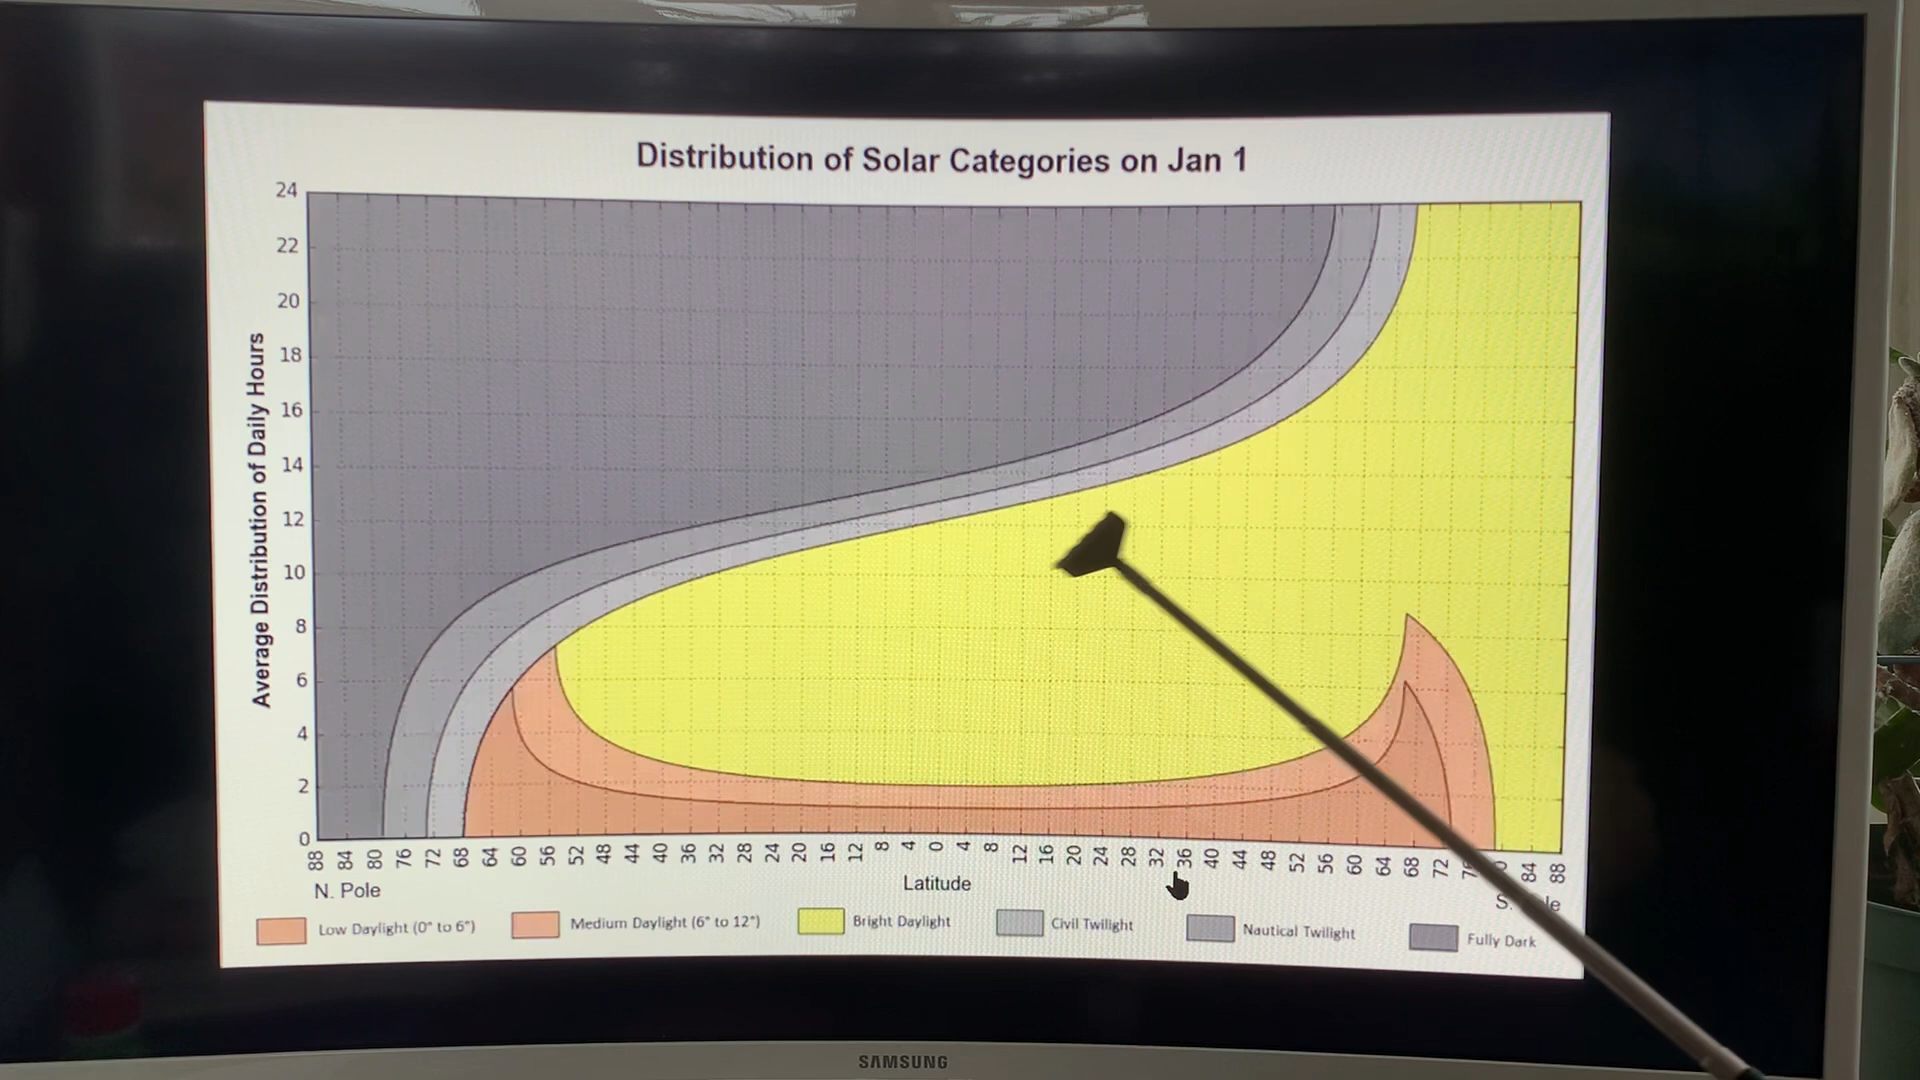 Distribution of Solar Categories on Jan 1
Average Distribution of Daily Hours
24
22
20
18
16
14
12
10
8
6
4
2
0
88 84 80 76 72 68 64 60 56 52 48 44 40 36 32 28 24 20 16 12 8 4 0 4 8 12 16 20 24 28 32 36 40 44 48 52 56 60 64 68 72 84 88
N. Pole
Latitude
S.
Low Daylight (0° to 6°)
Medium Daylight (6° to 12°)
Bright Daylight
Civil Twilight
Nautical Twilight
Fully Dark
SAMSUNG